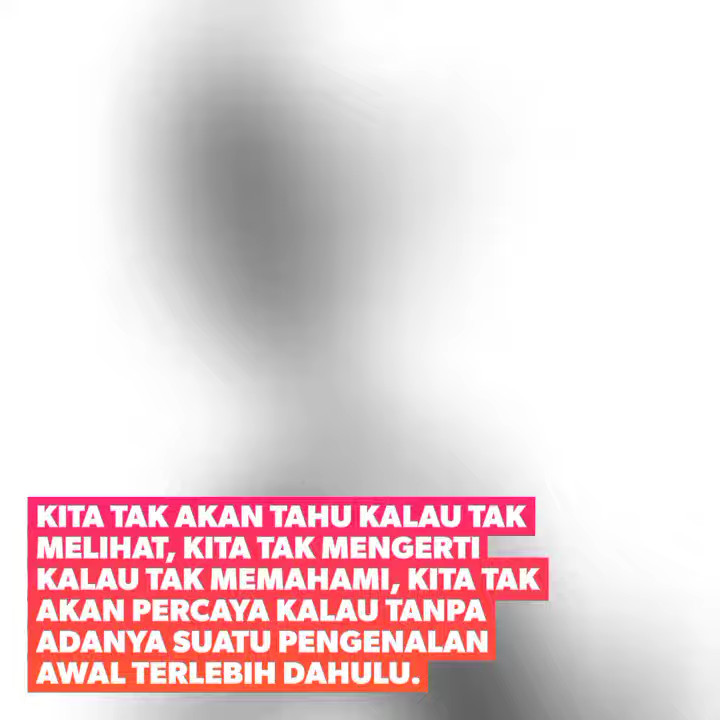 KITA TAK AKAN TAHU KALAU TAK
MELIHAT, KITA TAK MENGERTI
KALAU TAK MEMAHAMI, KITA TAK
AKAN PERCAYA KALAU TANPA
ADANYA SUATU PENGENALAN
AWAL TERLEBIH DAHULU.